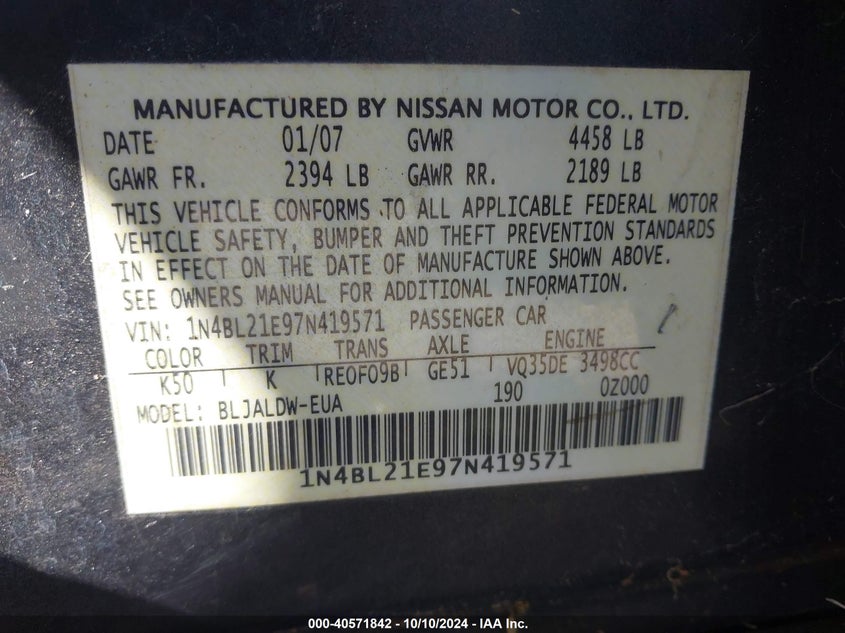 MANUFACTURED BY NISSAN MOTOR CO., LTD.
DATE 01/07 GVWR 4458 LB
GAWR FR. 2394 LB GAWR RR. 2189 LB
THIS VEHICLE CONFORMS TO ALL APPLICABLE FEDERAL MOTOR
VEHICLE SAFETY, BUMPER AND THEFT PREVENTION STANDARDS
IN EFFECT ON THE DATE OF MANUFACTURE SHOWN ABOVE.
SEE OWNERS MANUAL FOR ADDITIONAL INFORMATION.
VIN: 1N4BL21E97N419571 PASSENGER CAR
COLOR TRIM TRANS AXLE ENGINE
K50 K REOFO9B GE51 VQ35DE 3498CC
MODEL: BLJALDW-EUA 190 0Z000
1N4BL21E97N419571
000-40571842 - 10/10/2024 - IAA Inc.